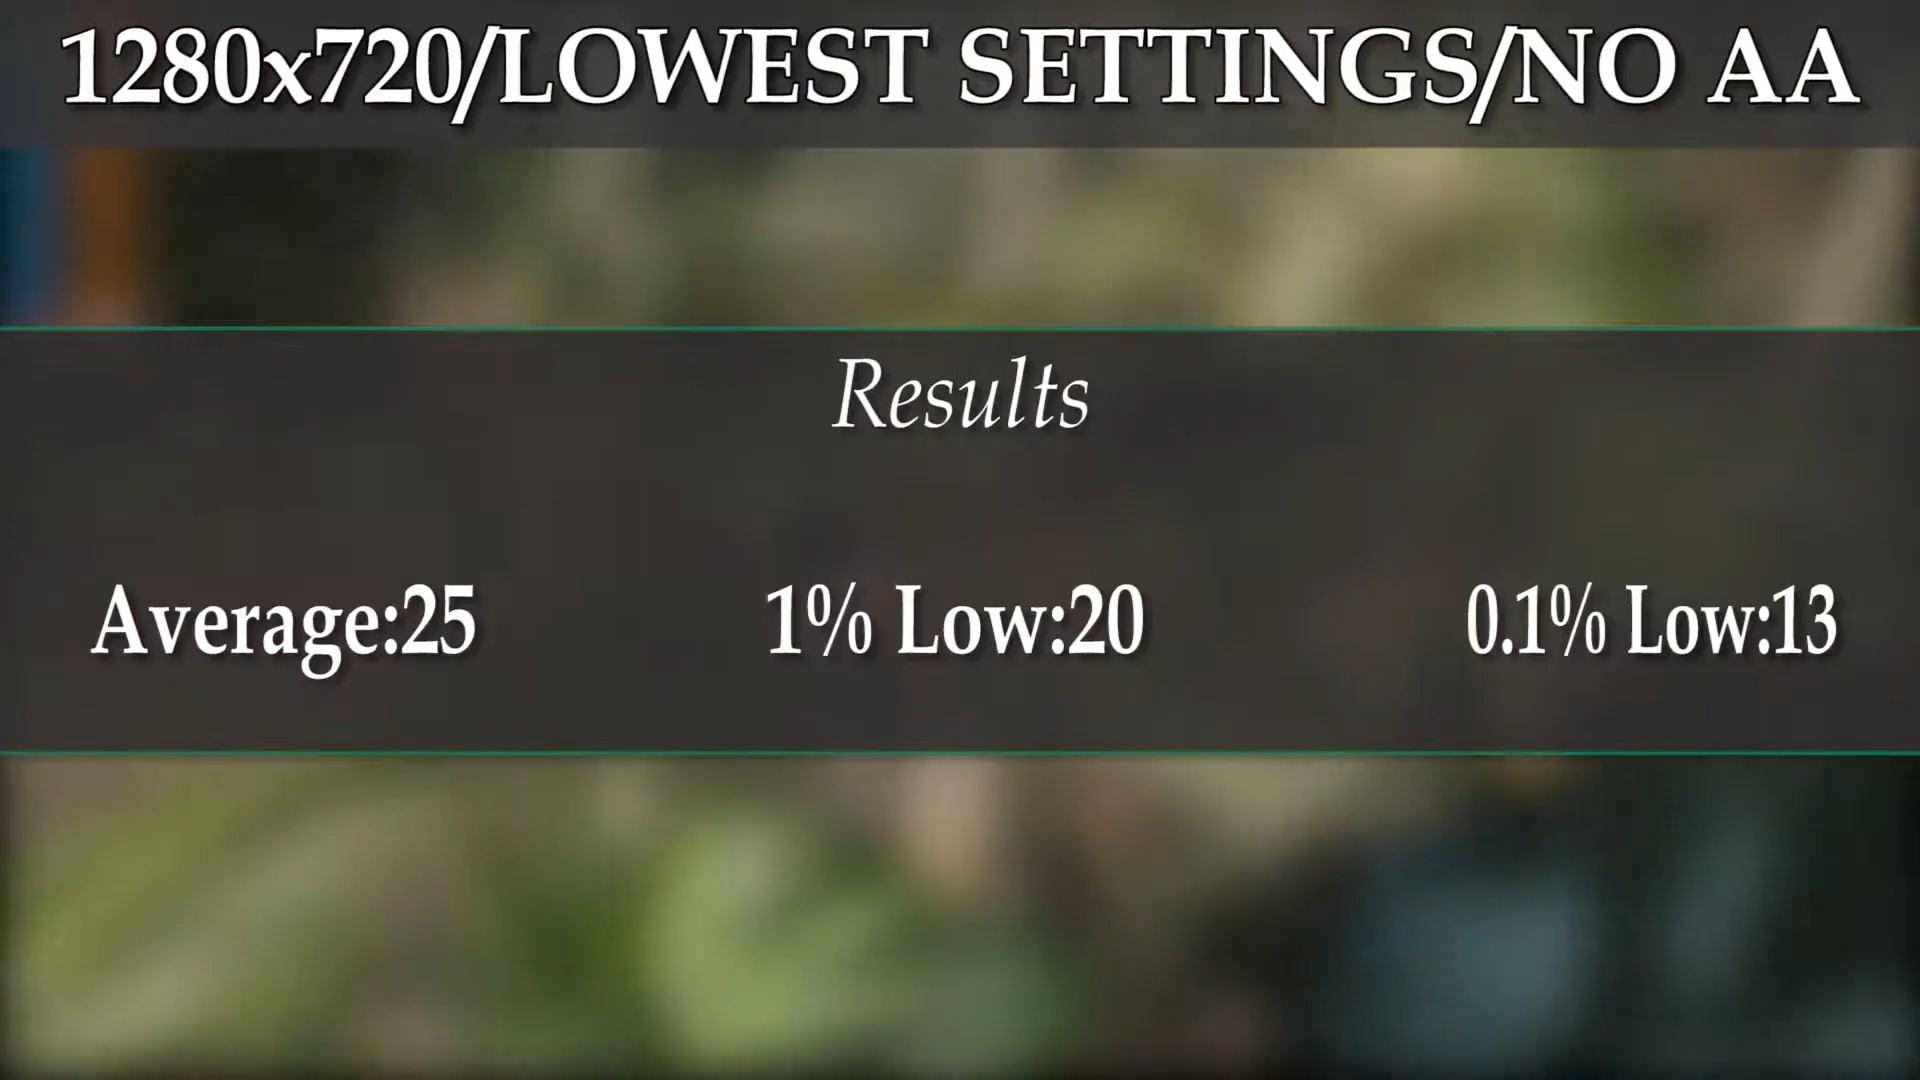 1280x720/LOWEST SETTINGS/NO AA
Results
Average:25 1% Low:20 0.1% Low:13